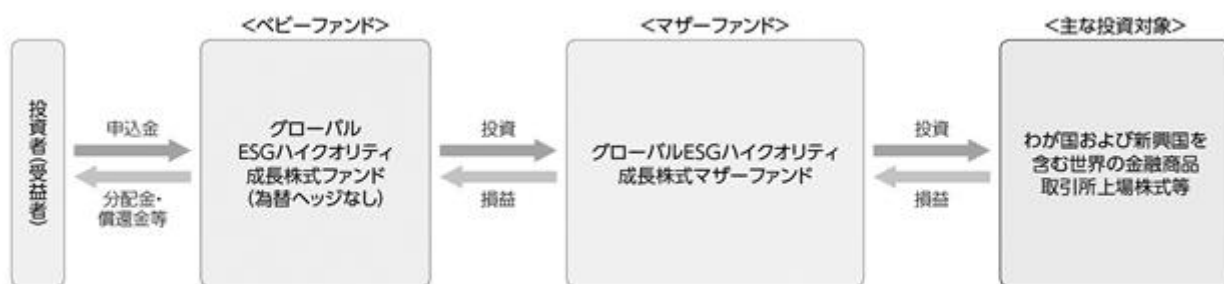 <ベビーファンド>
<マザーファンド>
<主な投資対象>
投資者(受益者)
申込金
分配金・
償還金等
グローバル
ESGハイクオリティ
成長株式ファンド
(為替ヘッジなし)
投資
損益
グローバルESGハイクオリティ
成長株式マザーファンド
投資
損益
わが国および新興国を
含む世界の金融商品
取引所上場株式等